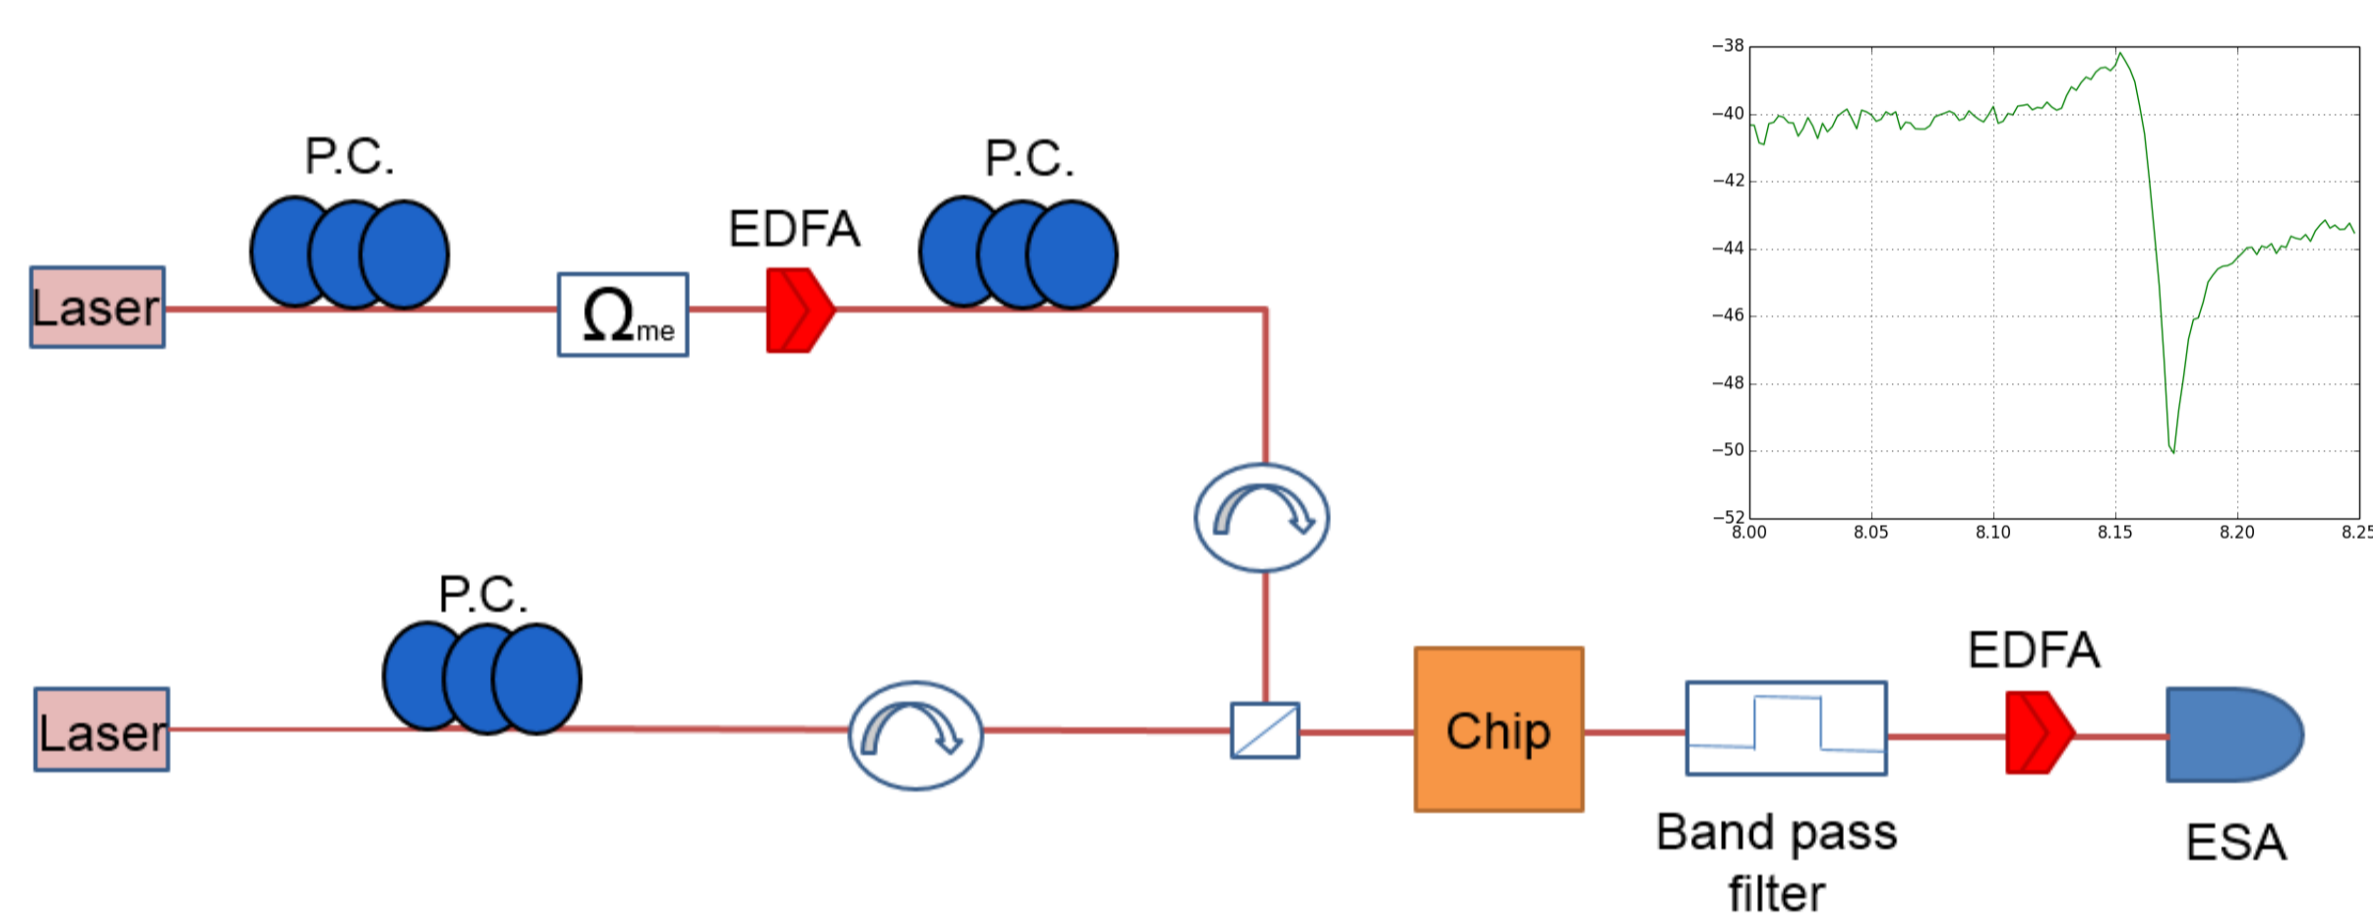 P.C.
P.C.
EDFA
Laser
Ωme
−38
−40
−42
−44
−46
−48
−50
−52
8.00 8.05 8.10 8.15 8.20 8.25
P.C.
Laser
Chip
EDFA
Band pass
filter
ESA